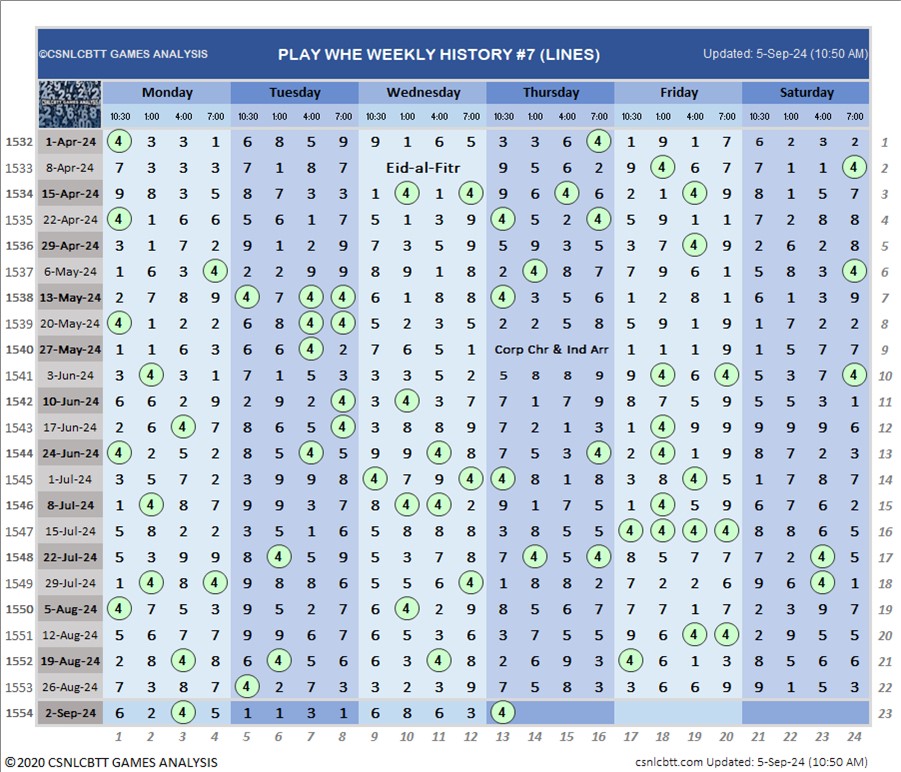 ©CSNLCBTT GAMES ANALYSIS PLAY WHE WEEKLY HISTORY #7 (LINES) Updated: 5-Sep-24 (10:50 AM)
CSNLCBTT GAMES ANALYSIS Monday Tuesday Wednesday Thursday Friday Saturday
10:30 1:00 4:00 7:00 10:30 1:00 4:00 7:00 10:30 1:00 4:00 7:00 10:30 1:00 4:00 7:00 10:30 1:00 4:00 7:00 10:30 1:00 4:00 7:00
1532 1-Apr-24 4 3 3 1 6 8 5 9 9 1 6 5 3 3 6 4 1 9 1 7 6 2 3 2 1
1533 8-Apr-24 7 3 3 3 7 1 8 7 Eid-al-Fitr 9 5 6 2 9 4 6 7 7 1 1 4 2
1534 15-Apr-24 9 8 3 5 8 7 3 3 1 4 1 4 9 6 4 6 2 1 4 9 8 1 5 7 3
1535 22-Apr-24 4 1 6 6 5 6 1 7 5 1 3 9 4 5 2 4 5 9 1 1 7 2 8 8 4
1536 29-Apr-24 3 1 7 2 9 1 2 9 7 3 5 9 5 9 3 5 3 7 4 9 2 6 2 8 5
1537 6-May-24 1 6 3 4 2 2 9 9 8 9 1 8 2 4 8 7 7 9 6 1 5 8 3 4 6
1538 13-May-24 2 7 8 9 4 7 4 4 6 1 8 8 4 3 5 6 1 2 8 1 6 1 3 9 7
1539 20-May-24 4 1 2 2 6 8 4 4 5 2 3 5 2 2 5 8 5 9 1 9 1 7 2 2 8
1540 27-May-24 1 1 6 3 6 6 4 2 7 6 5 1 Corp Chr & Ind Arr 1 1 1 9 1 5 7 7 9
1541 3-Jun-24 3 4 3 1 7 1 5 3 3 3 5 2 5 8 8 9 9 4 6 4 5 3 7 4 10
1542 10-Jun-24 6 6 2 9 2 9 2 4 3 4 3 7 7 1 7 9 8 7 5 9 5 5 3 1 11
1543 17-Jun-24 2 6 4 7 8 6 5 4 3 8 8 9 7 2 1 3 1 4 9 9 9 9 9 6 12
1544 24-Jun-24 4 2 5 2 8 5 4 5 9 9 4 8 7 5 3 4 2 4 1 9 8 7 2 3 13
1545 1-Jul-24 3 5 7 2 3 9 9 8 4 7 9 4 4 8 1 8 3 8 4 5 1 7 8 7 14
1546 8-Jul-24 1 4 8 7 9 9 3 7 8 4 4 2 9 1 7 5 1 4 5 9 6 7 6 2 15
1547 15-Jul-24 5 8 2 2 3 5 1 6 5 8 8 8 3 8 5 5 4 4 4 4 8 8 6 5 16
1548 22-Jul-24 5 3 9 9 8 4 5 9 5 3 7 8 7 4 5 4 8 5 7 7 7 2 4 5 17
1549 29-Jul-24 1 4 8 4 9 8 8 6 5 5 6 4 1 8 8 2 7 2 2 6 9 6 4 1 18
1550 5-Aug-24 4 7 5 3 9 5 2 7 6 4 2 9 8 5 6 7 7 7 1 7 2 3 9 7 19
1551 12-Aug-24 5 6 7 7 9 9 6 7 6 5 3 6 3 7 5 5 9 6 4 4 2 9 5 5 20
1552 19-Aug-24 2 8 4 8 6 4 5 6 6 3 4 8 2 6 9 3 4 6 1 3 8 5 6 6 21
1553 26-Aug-24 7 3 8 7 4 2 7 3 3 2 3 9 7 5 8 3 3 6 6 9 9 1 5 3 22
1554 2-Sep-24 6 2 4 5 1 1 3 1 6 8 6 3 4 23
1 2 3 4 5 6 7 8 9 10 11 12 13 14 15 16 17 18 19 20 21 22 23 24
©2020 CSNLCBTT GAMES ANALYSIS csnlcbtt.com Updated: 5-Sep-24 (10:50 AM)